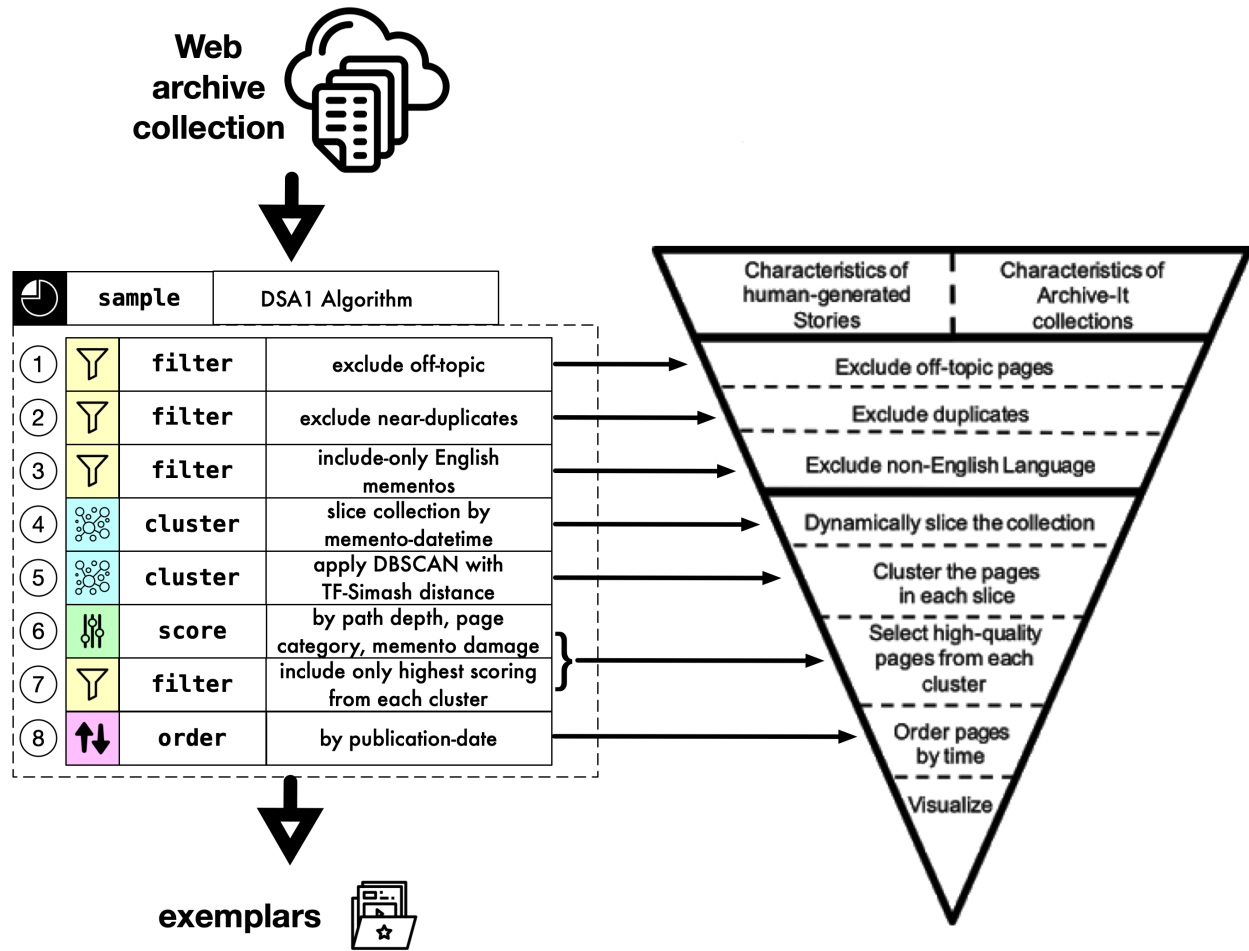 Web
archive
collection
sample
DSA1 Algorithm
1
filter
exclude off-topic
2
filter
exclude near-duplicates
3
filter
include-only English
mementos
4
cluster
slice collection by
memento-datetime
5
cluster
apply DBSCAN with
TF-Simash distance
6
score
by path depth, page
category, memento damage
7
filter
include only highest scoring
from each cluster
}
8
order
by publication-date
exemplars
Characteristics of
human-generated
Stories
Characteristics of
Archive-It
collections
Exclude off-topic pages
Exclude duplicates
Exclude non-English Language
Dynamically slice the collection
Cluster the pages
in each slice
Select high-quality
pages from each
cluster
Order pages
by time
Visualize